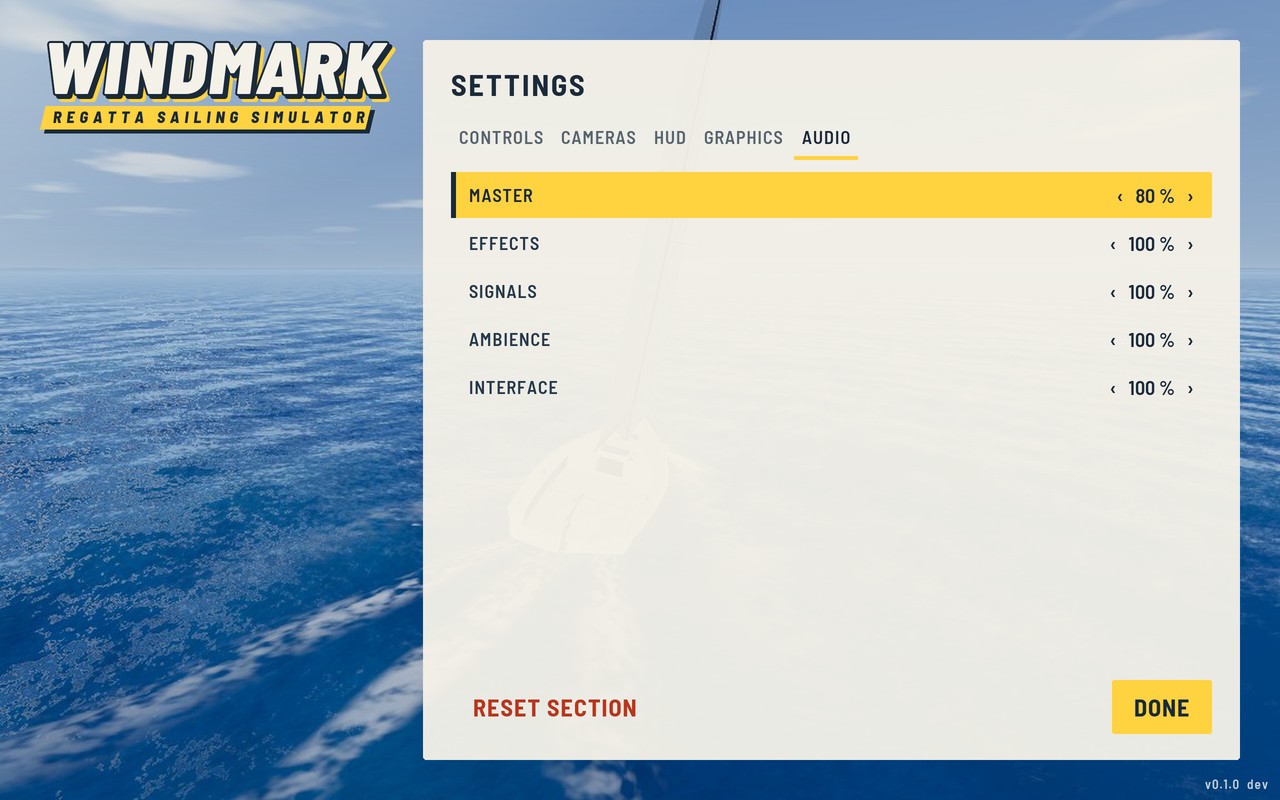 WINDMARK
REGATTA SAILING SIMULATOR
SETTINGS
CONTROLS CAMERAS HUD GRAPHICS AUDIO
MASTER ‹ 80 % ›
EFFECTS ‹ 100 % ›
SIGNALS ‹ 100 % ›
AMBIENCE ‹ 100 % ›
INTERFACE ‹ 100 % ›
RESET SECTION DONE
v0.1.0 dev